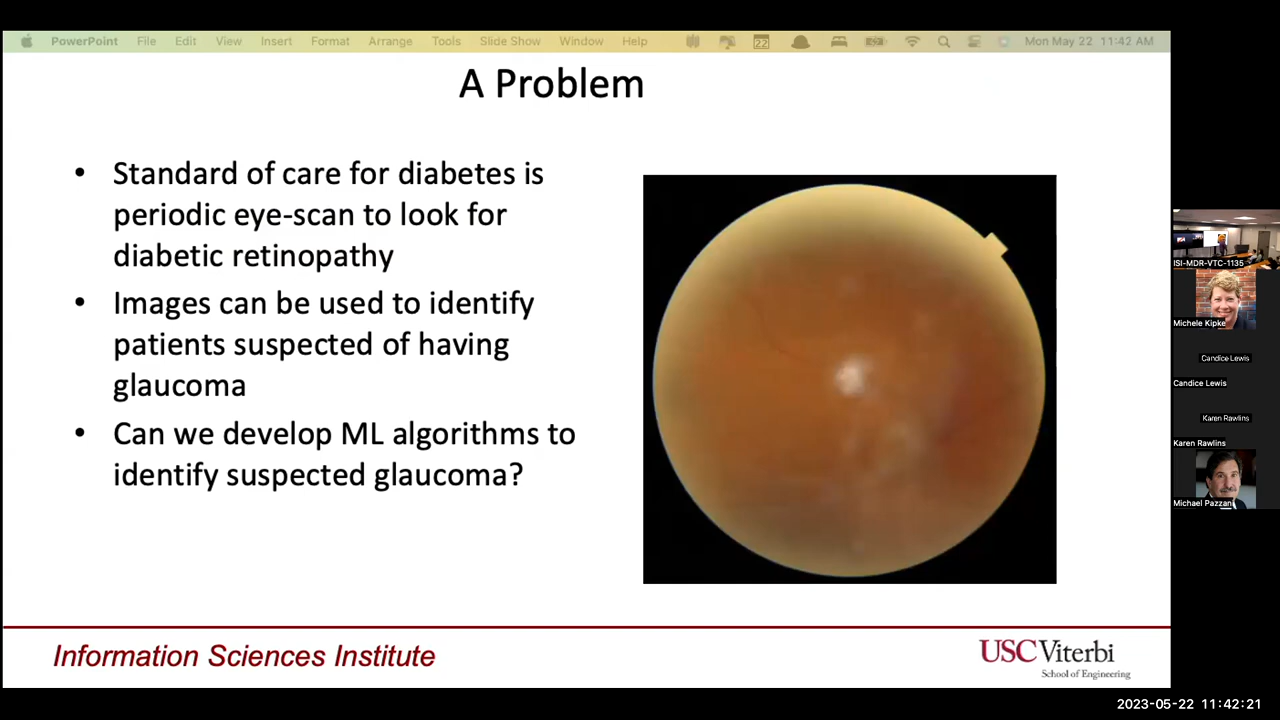 PowerPoint File Edit View Insert Format Arrange Tools Slide Show Window Help 22 Mon May 22 11:42 AM
A Problem
• Standard of care for diabetes is
periodic eye-scan to look for
diabetic retinopathy
• Images can be used to identify
patients suspected of having
glaucoma
• Can we develop ML algorithms to
identify suspected glaucoma?
Information Sciences Institute
USC Viterbi
School of Engineering
ISI-MDR-VTC-1135
Michele Kipke
Candice Lewis
Candice Lewis
Karen Rawlins
Karen Rawlins
Michael Pazzani
2023-05-22 11:42:21